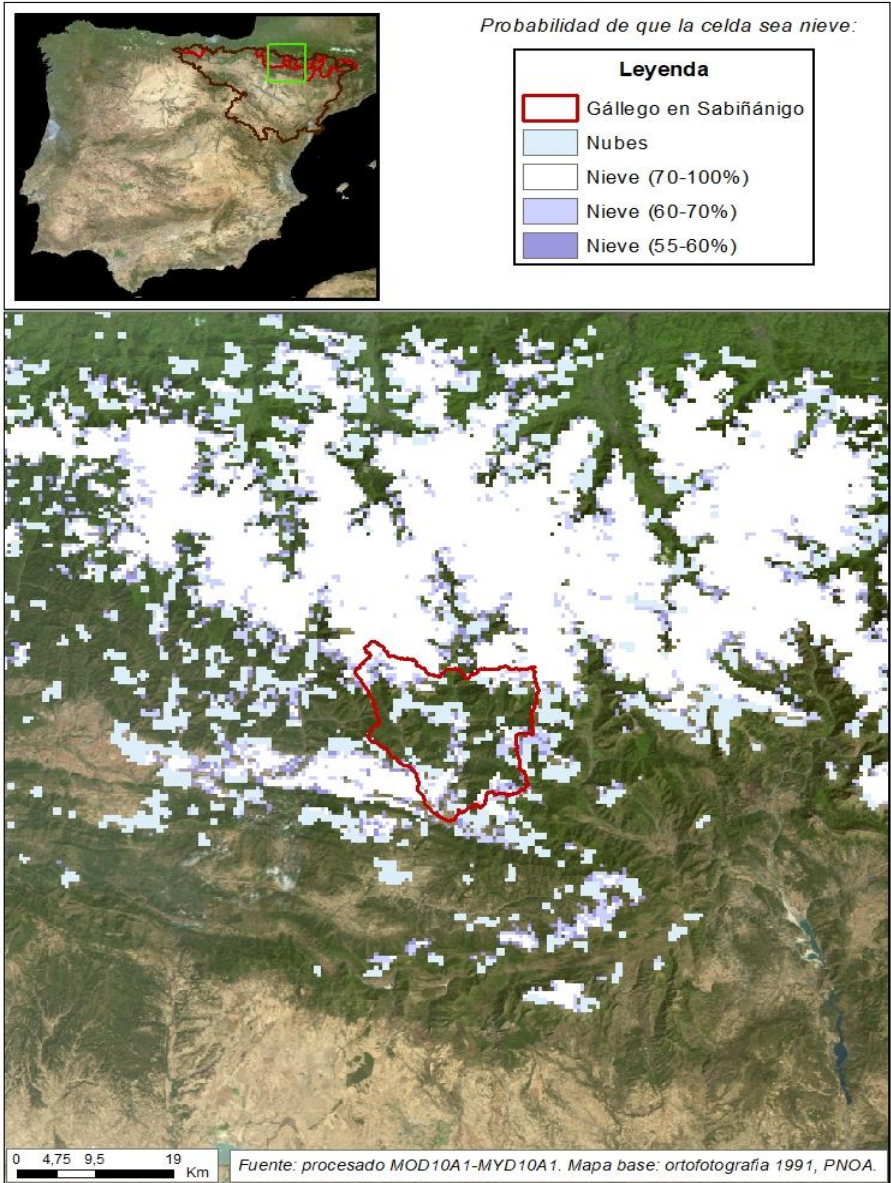 Probabilidad de que la celda sea nieve:
Leyenda
Gállego en Sabiñánigo
Nubes
Nieve (70-100%)
Nieve (60-70%)
Nieve (55-60%)
0 4,75 9,5 19
Km
Fuente: procesado MOD10A1-MYD10A1. Mapa base: ortofotografía 1991, PNOA.